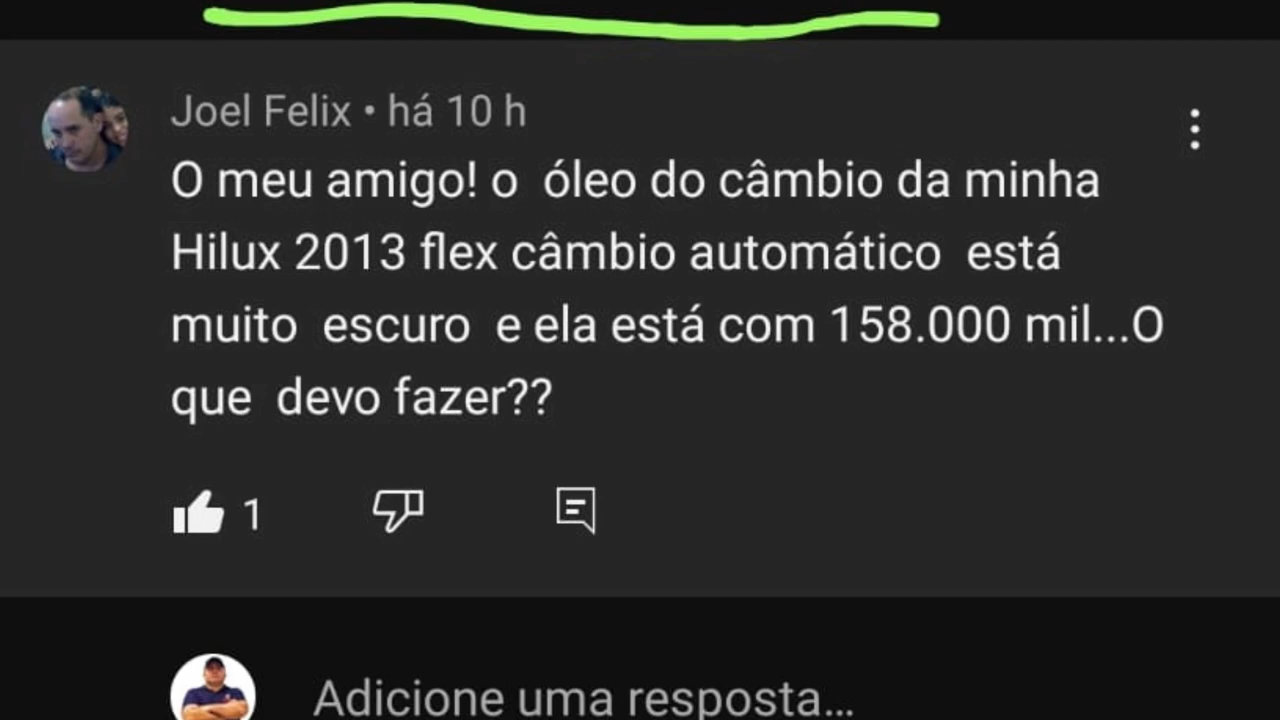 Joel Felix • há 10 h
O meu amigo! o  óleo do câmbio da minha
Hilux 2013 flex câmbio automático  está
muito  escuro  e ela está com 158.000 mil...O
que  devo fazer??
1
Adicione uma resposta...